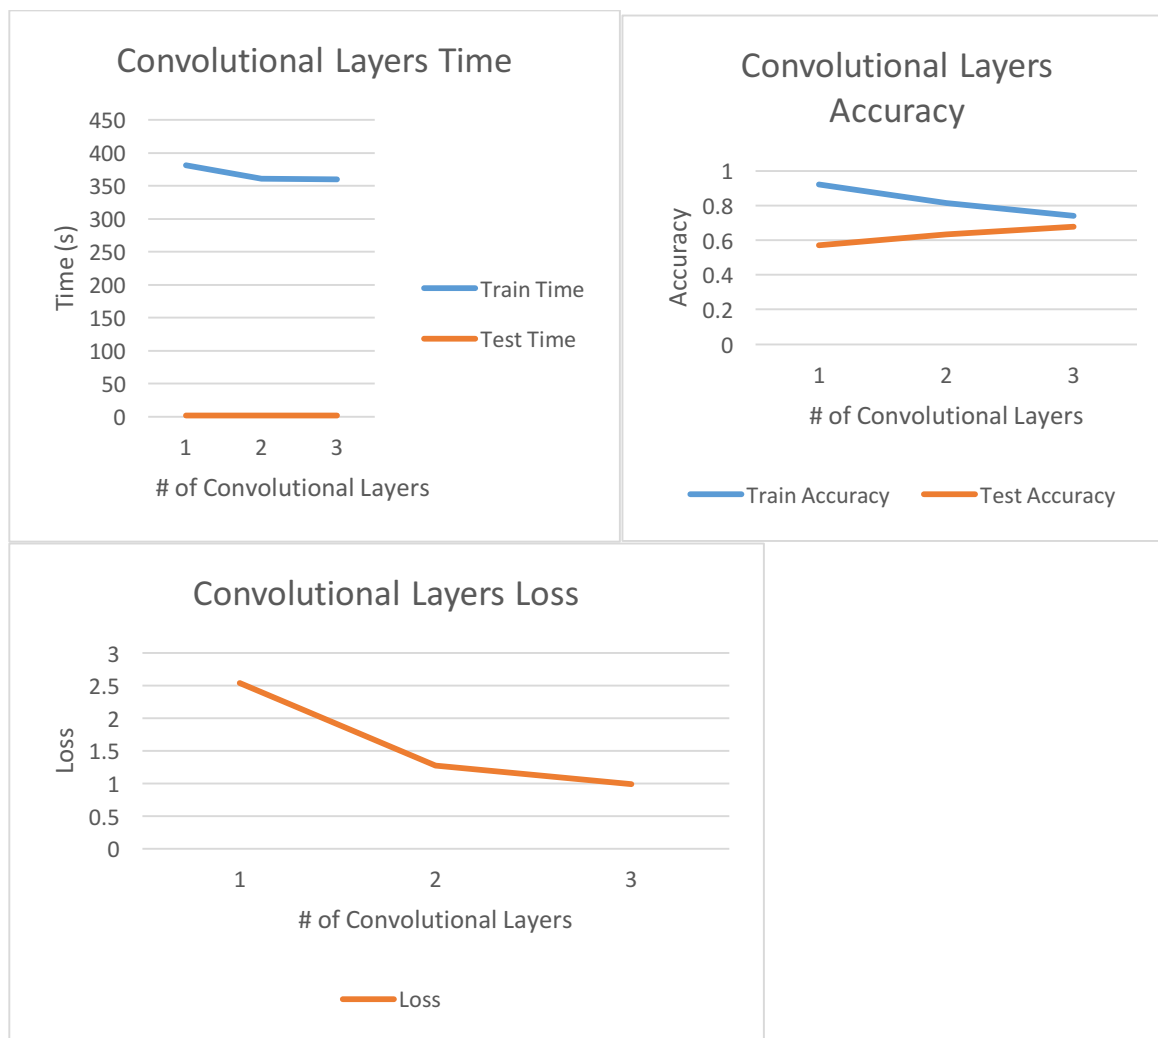 Convolutional Layers Time
450
400
350
300
250
200
150
100
50
0
Time (s)
1 2 3
# of Convolutional Layers
Train Time
Test Time
Convolutional Layers
Accuracy
1
0.8
0.6
0.4
0.2
0
Accuracy
1 2 3
# of Convolutional Layers
Train Accuracy Test Accuracy
Convolutional Layers Loss
3
2.5
2
1.5
1
0.5
0
Loss
1 2 3
# of Convolutional Layers
Loss